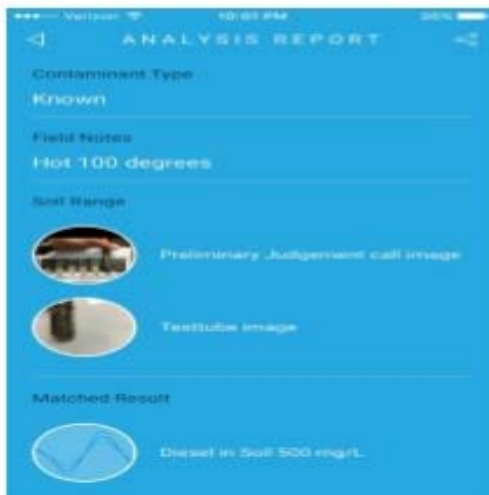 Verizon 10:01 PM
ANALYSIS REPORT
Contaminant Type
Known
Field Notes
Hot 100 degrees
Soil Range
Preliminary Judgement call image
Testtube image
Matched Result
Diesel in Soil 500 mg/L